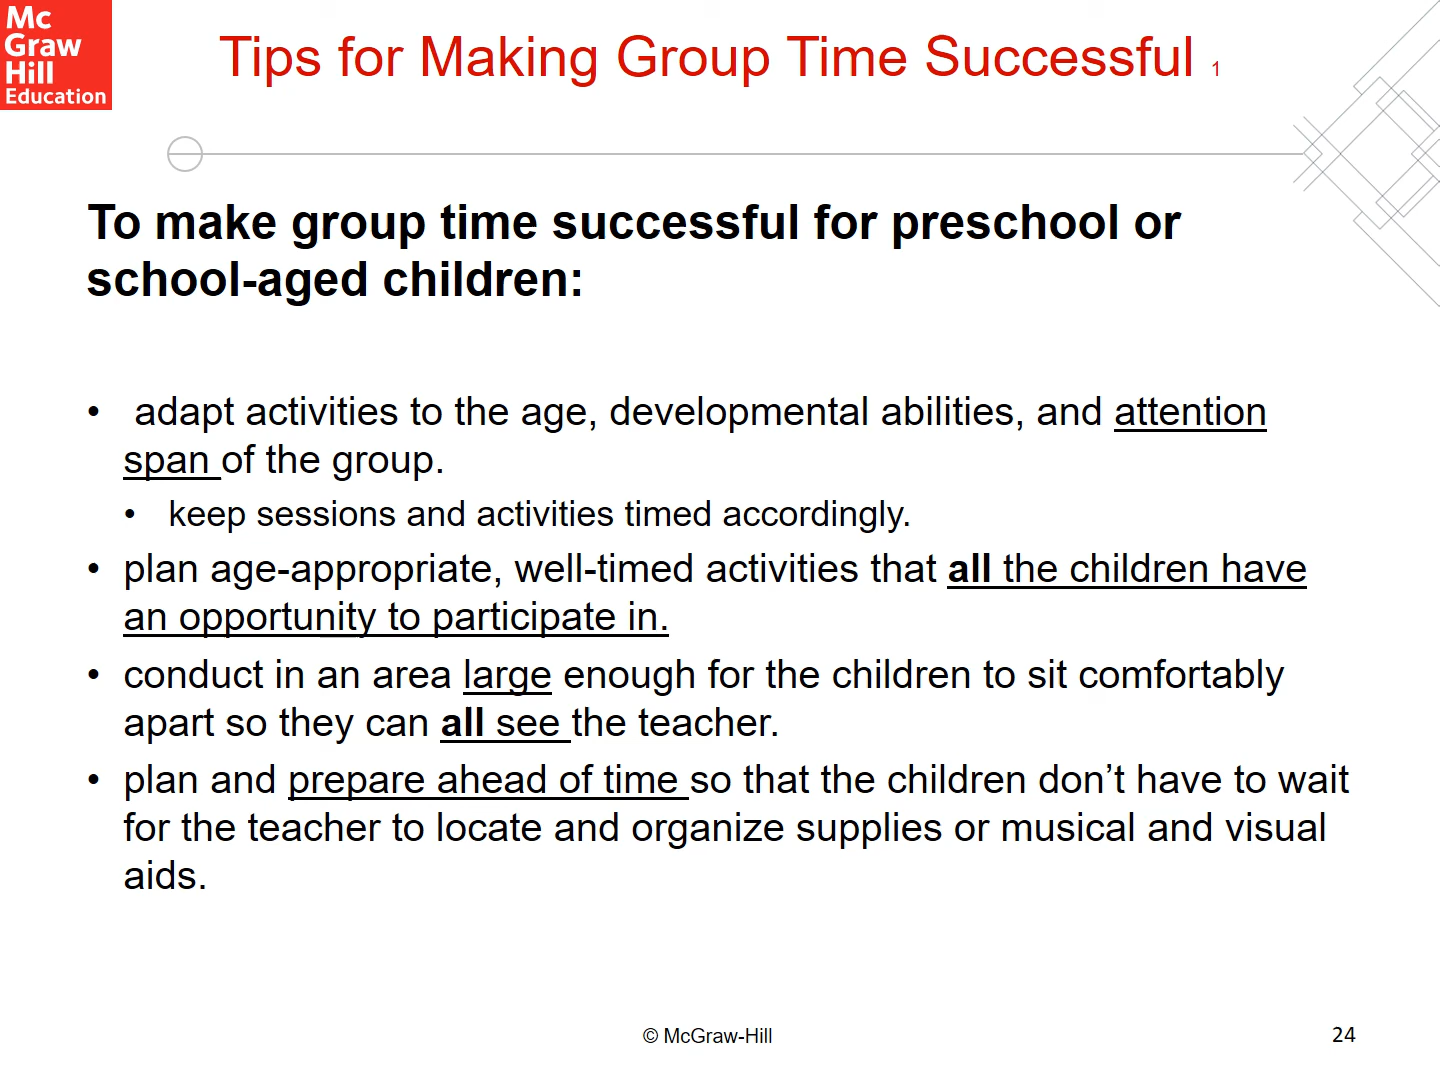 Mc
Graw
Hill
Education
Tips for Making Group Time Successful 1
To make group time successful for preschool or
school-aged children:
• adapt activities to the age, developmental abilities, and attention
span of the group.
• keep sessions and activities timed accordingly.
• plan age-appropriate, well-timed activities that all the children have
an opportunity to participate in.
• conduct in an area large enough for the children to sit comfortably
apart so they can all see the teacher.
• plan and prepare ahead of time so that the children don’t have to wait
for the teacher to locate and organize supplies or musical and visual
aids.
© McGraw-Hill
24